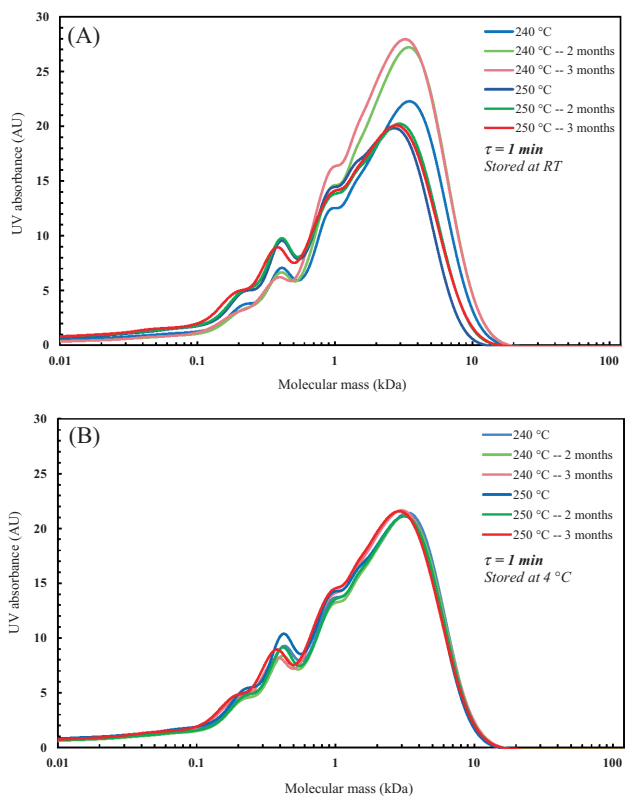 (A)
30
25
20
15
10
5
0
UV absorbance (AU)
240 °C
240 °C -- 2 months
240 °C -- 3 months
250 °C
250 °C -- 2 months
250 °C -- 3 months
τ = 1 min
Stored at RT
0.01 0.1 1 10 100
Molecular mass (kDa)
(B)
30
25
20
15
10
5
0
UV absorbance (AU)
240 °C
240 °C -- 2 months
240 °C -- 3 months
250 °C
250 °C -- 2 months
250 °C -- 3 months
τ = 1 min
Stored at 4 °C
0.01 0.1 1 10 100
Molecular mass (kDa)